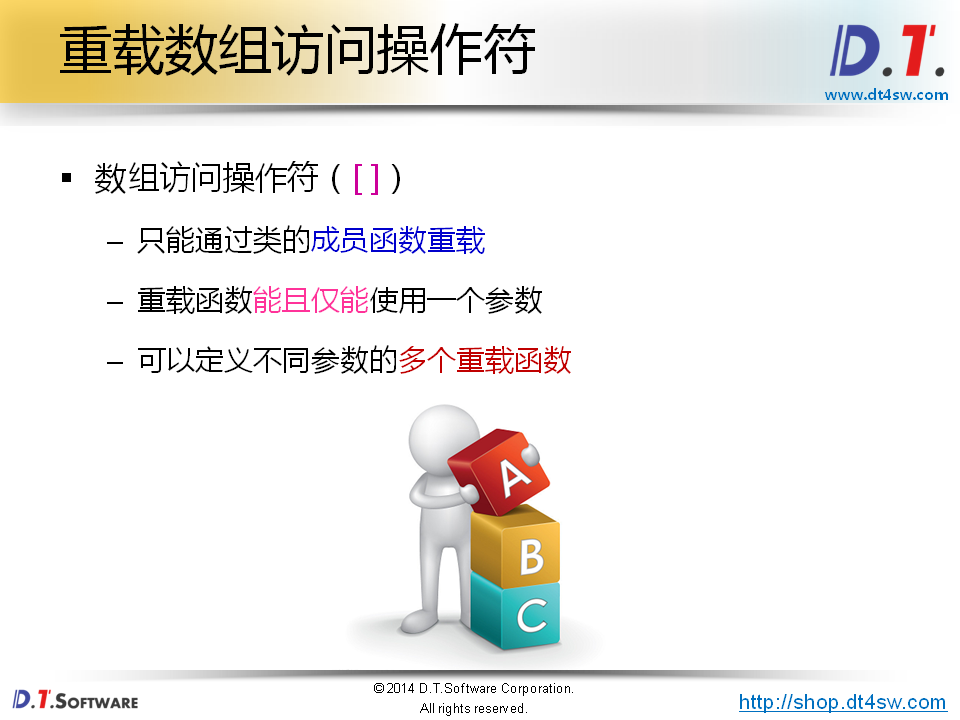 重载数组访问操作符
D.T.
www.dt4sw.com
▪ 数组访问操作符（[ ]）
– 只能通过类的成员函数重载
– 重载函数能且仅能使用一个参数
– 可以定义不同参数的多个重载函数
A
B
C
D.T.SOFTWARE
©2014 D.T.Software Corporation.
All rights reserved.
http://shop.dt4sw.com